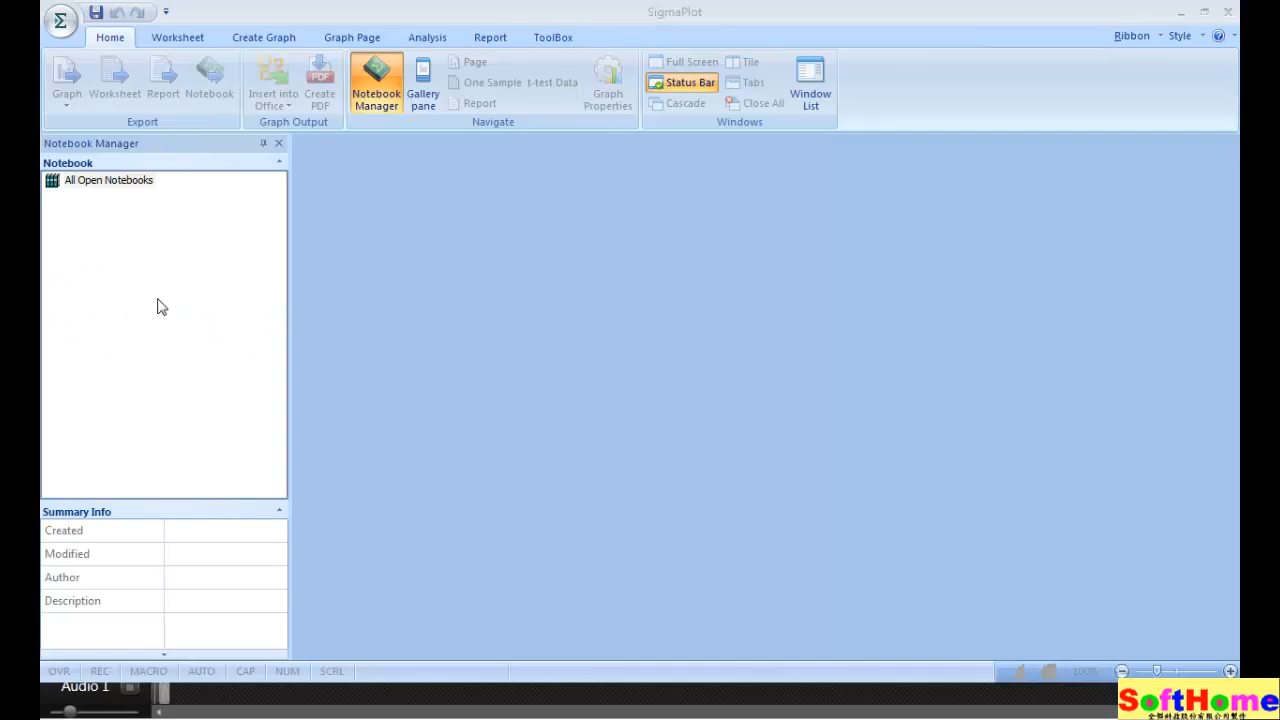 SigmaPlot
Home Worksheet Create Graph Graph Page Analysis Report ToolBox Ribbon Style
Graph Worksheet Report Notebook
Export
Insert into Office Create PDF
Graph Output
Notebook Manager Gallery pane
Page
One Sample t-test Data
Report
Graph Properties
Navigate
Full Screen Tile
Status Bar Tabs
Cascade Close All
Window List
Windows
Notebook Manager
Notebook
All Open Notebooks
Summary Info
Created
Modified
Author
Description
OVR REC MACRO AUTO CAP NUM SCRL 100%
Audio 1
SoftHome